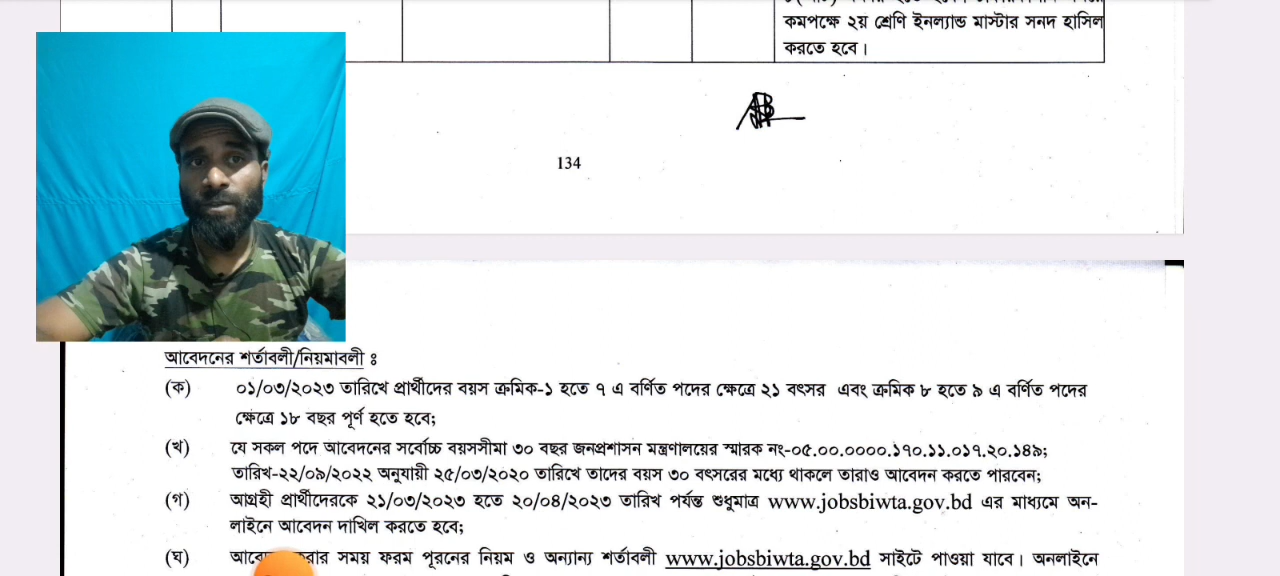 কমপক্ষে ২য় শ্রেণি ইনল্যান্ড মাস্টার সনদ হাসিল
করতে হবে।
134
আবেদনের শর্তাবলী/নিয়মাবলী ঃ
(ক) ০১/০৩/২০২৩ তারিখে প্রার্থীদের বয়স ক্রমিক-১ হতে ৭ এ বর্ণিত পদের ক্ষেত্রে ২১ বৎসর এবং ক্রমিক ৮ হতে ৯ এ বর্ণিত পদের
ক্ষেত্রে ১৮ বছর পূর্ণ হতে হবে;
(খ) যে সকল পদে আবেদনের সর্বোচ্চ বয়সসীমা ৩০ বছর জনপ্রশাসন মন্ত্রণালয়ের স্মারক নং-০৫.০০.০০০০.১৭০.১১.০১৭.২০.১৪৯;
তারিখ-২২/০৯/২০২২ অনুযায়ী ২৫/০৩/২০২০ তারিখে তাদের বয়স ৩০ বৎসরের মধ্যে থাকলে তারাও আবেদন করতে পারবেন;
(গ) আগ্রহী প্রার্থীদেরকে ২১/০৩/২০২৩ হতে ২০/০৪/২০২৩ তারিখ পর্যন্ত শুধুমাত্র www.jobsbiwta.gov.bd এর মাধ্যমে অন-
লাইনে আবেদন দাখিল করতে হবে;
(ঘ) সময় ফরম পূরনের নিয়ম ও অন্যান্য শর্তাবলী www.jobsbiwta.gov.bd সাইটে পাওয়া যাবে। অনলাইনে